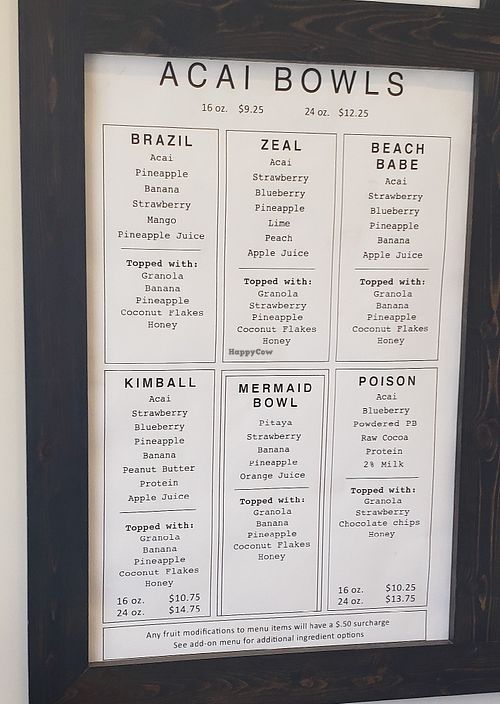 ACAI BOWLS
16 oz. $9.25 24 oz. $12.25
BRAZIL
Acai
Pineapple
Banana
Strawberry
Mango
Pineapple Juice
Topped with:
Granola
Banana
Pineapple
Coconut Flakes
Honey
ZEAL
Acai
Strawberry
Blueberry
Pineapple
Lime
Peach
Apple Juice
Topped with:
Granola
Strawberry
Pineapple
Coconut Flakes
Honey
HappyCow
BEACH
BABE
Acai
Strawberry
Blueberry
Pineapple
Banana
Apple Juice
Topped with:
Granola
Banana
Pineapple
Coconut Flakes
Honey
KIMBALL
Acai
Strawberry
Blueberry
Pineapple
Banana
Peanut Butter
Protein
Apple Juice
Topped with:
Granola
Banana
Pineapple
Coconut Flakes
Honey
16 oz. $10.75
24 oz. $14.75
MERMAID
BOWL
Pitaya
Strawberry
Banana
Pineapple
Orange Juice
Topped with:
Granola
Banana
Pineapple
Coconut Flakes
Honey
POISON
Acai
Blueberry
Powdered PB
Raw Cocoa
Protein
2% Milk
Topped with:
Granola
Strawberry
Chocolate chips
Honey
16 oz. $10.25
24 oz. $13.75
Any fruit modifications to menu items will have a $.50 surcharge
See add-on menu for additional ingredient options